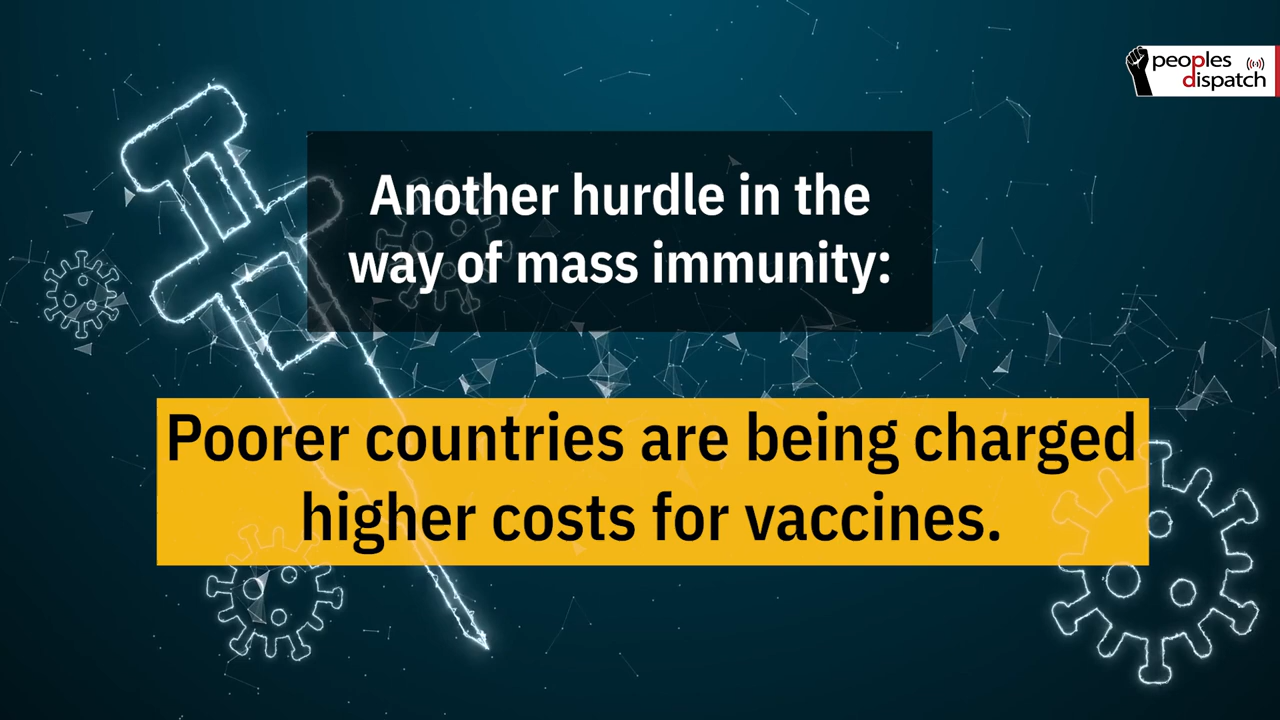 peoples
dispatch
Another hurdle in the
way of mass immunity:
Poorer countries are being charged
higher costs for vaccines.